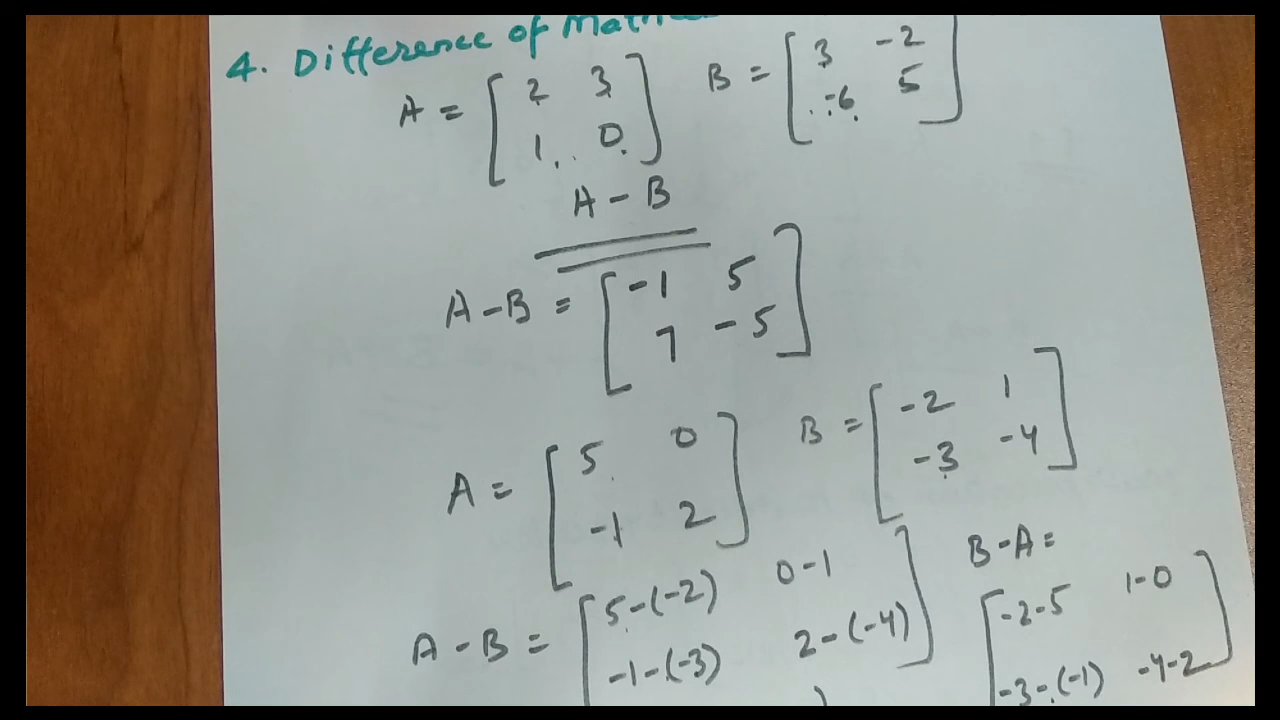 4. Difference of Matrices
A = [ 2 3
1 0 ]
B = [ 3 -2
-6 5 ]
A - B
A - B = [ -1 5
7 -5 ]
A = [ 5 0
-1 2 ]
B = [ -2 1
-3 -4 ]
A - B = [ 5-(-2) 0-1
-1-(-3) 2-(-4) ]
B-A =
[ -2-5 1-0
-3-(-1) -4-2 ]